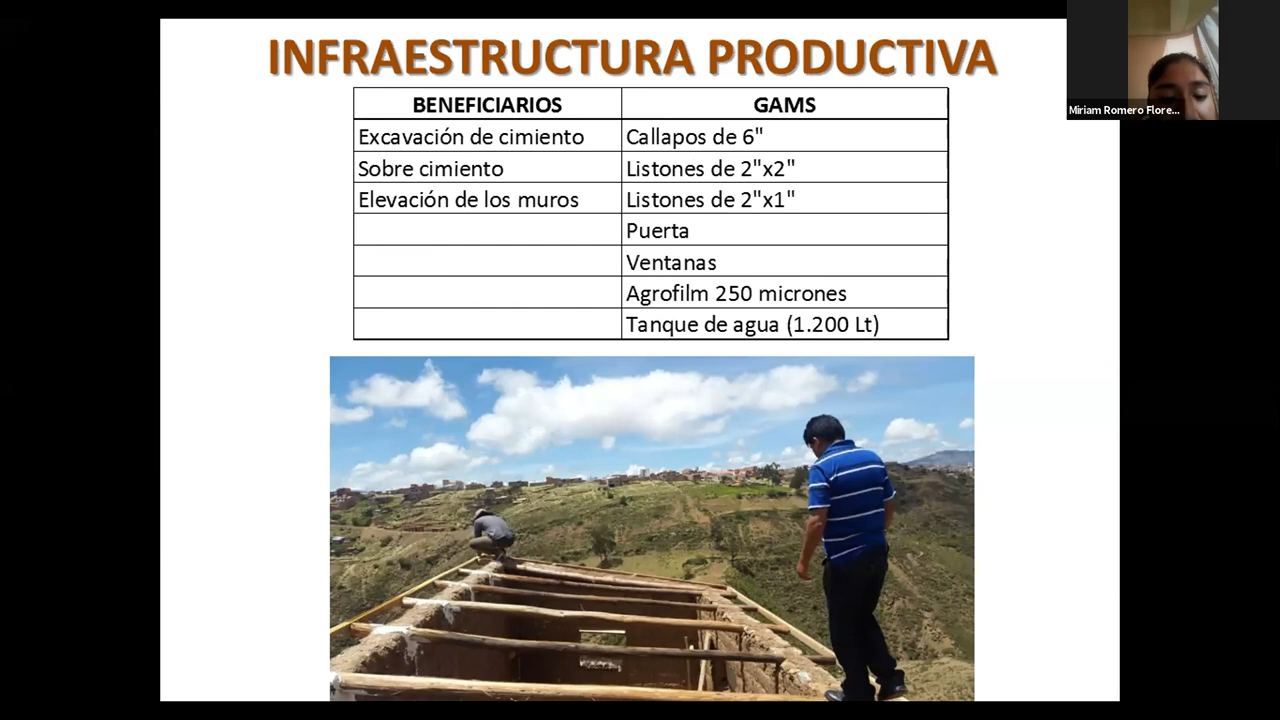 INFRAESTRUCTURA PRODUCTIVA
BENEFICIARIOS GAMS
Excavación de cimiento Callapos de 6"
Sobre cimiento Listones de 2"x2"
Elevación de los muros Listones de 2"x1"
Puerta
Ventanas
Agrofilm 250 micrones
Tanque de agua (1.200 Lt)
Miriam Romero Flore...